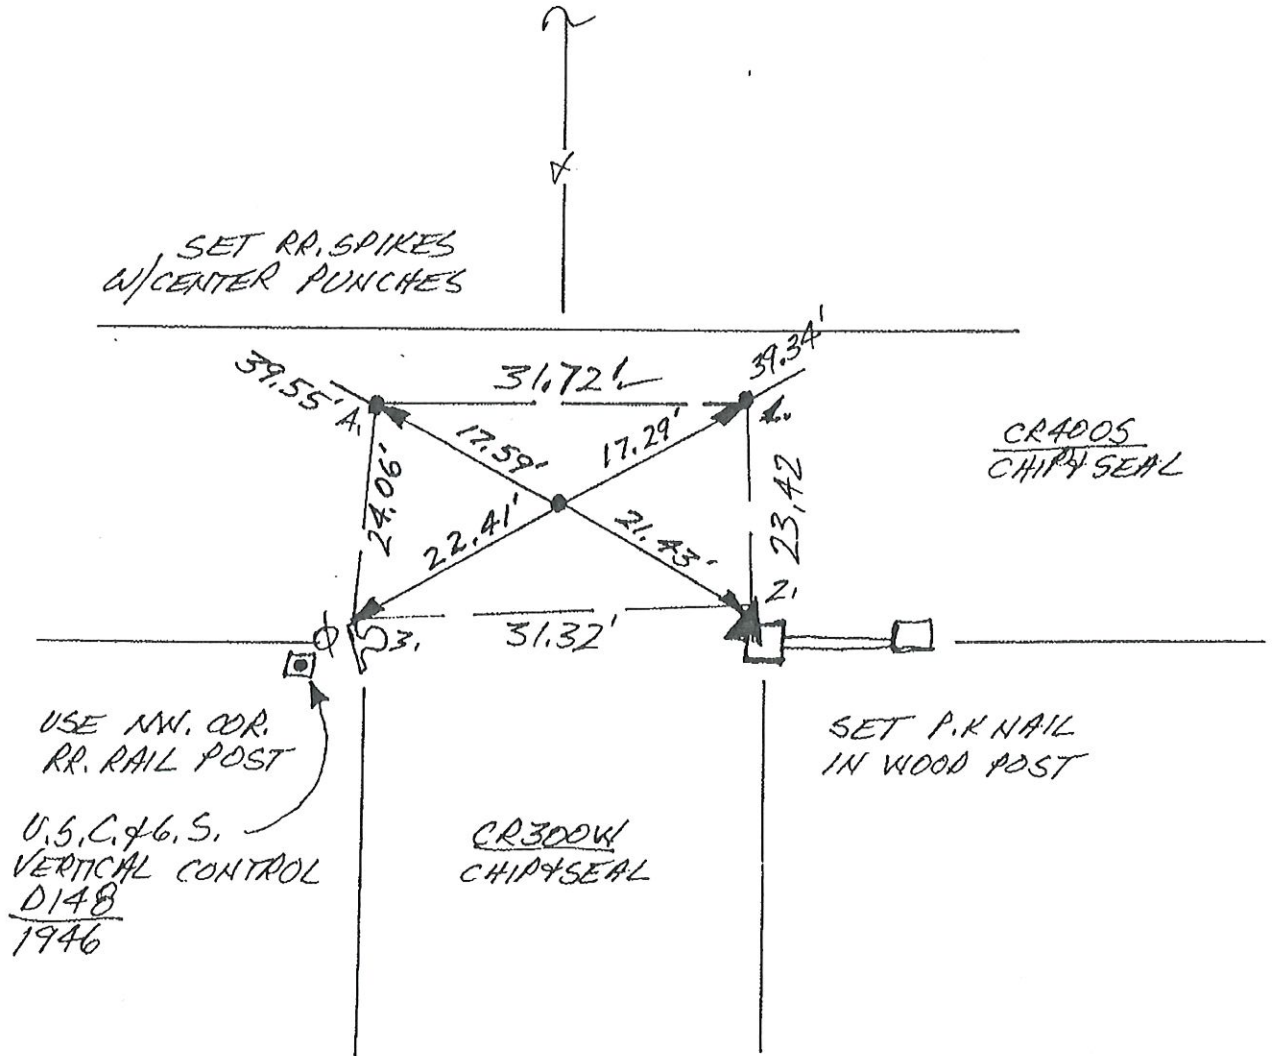 SET RR. SPIKES
W/CENTER PUNCHES
39.55'
31.72'
39.34'
A.
1.
17.59'
17.29'
CR400S
CHIP & SEAL
24.06'
22.41'
21.43'
23.42
2.
3.
31.32'
USE NW. COR.
RR. RAIL POST
SET P.K NAIL
IN WOOD POST
U.S.C.&G.S.
VERTICAL CONTROL
D148
1946
CR300W
CHIP&SEAL